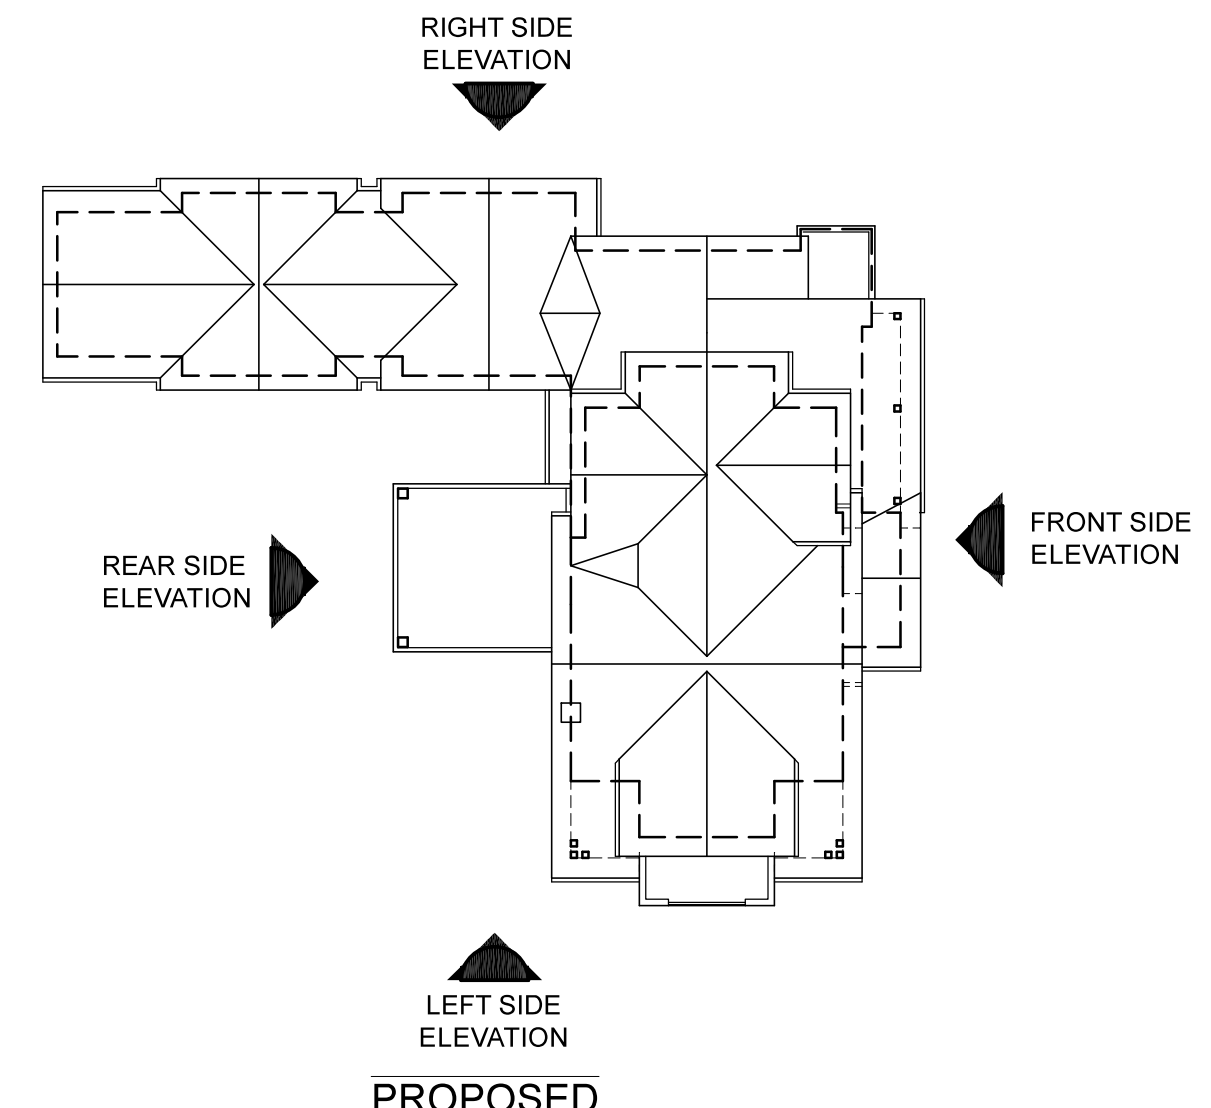 RIGHT SIDE
ELEVATION
FRONT SIDE
ELEVATION
REAR SIDE
ELEVATION
LEFT SIDE
ELEVATION
PROPOSED